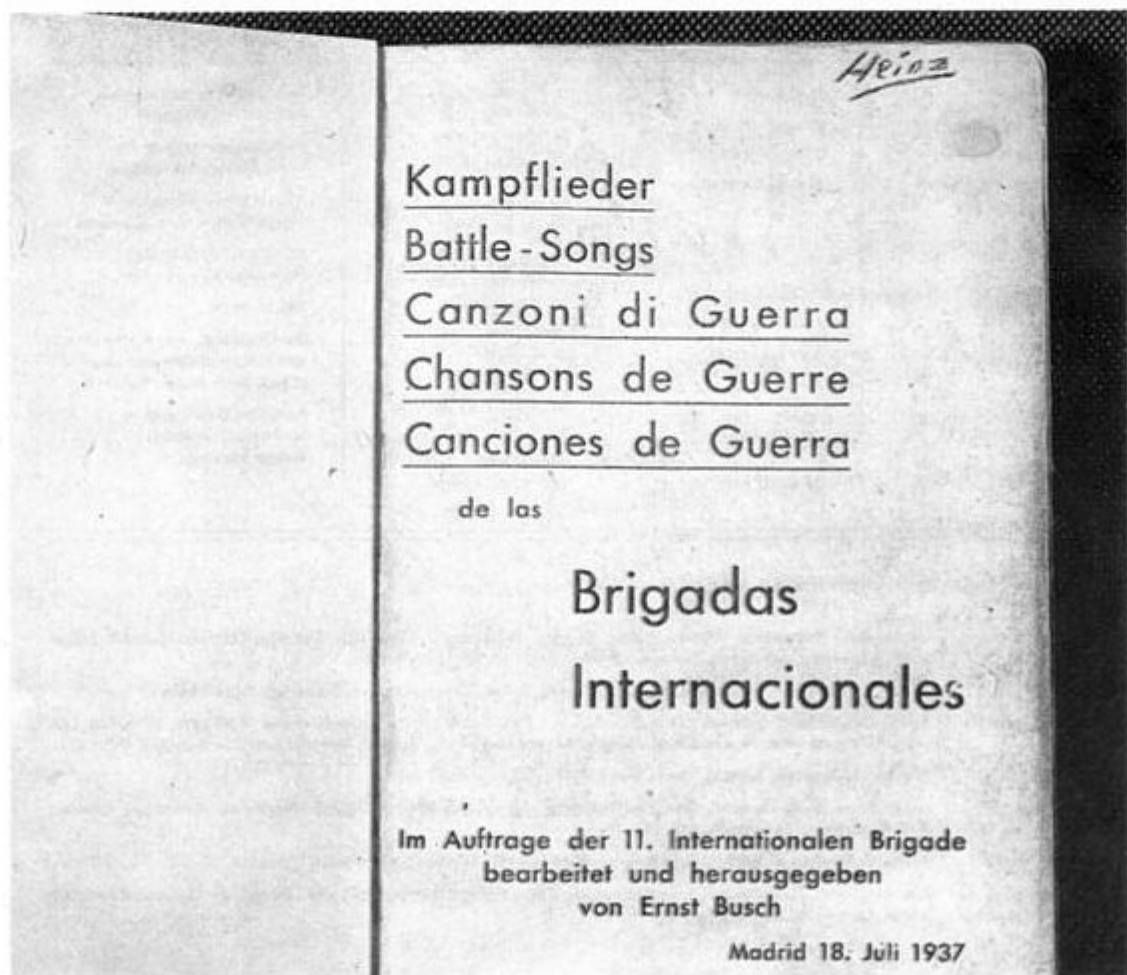 Heinz
Kampflieder
Battle-Songs
Canzoni di Guerra
Chansons de Guerre
Canciones de Guerra
de las
Brigadas
Internacionales
Im Auftrage der 11. Internationalen Brigade
bearbeitet und herausgegeben
von Ernst Busch
Madrid 18. Juli 1937